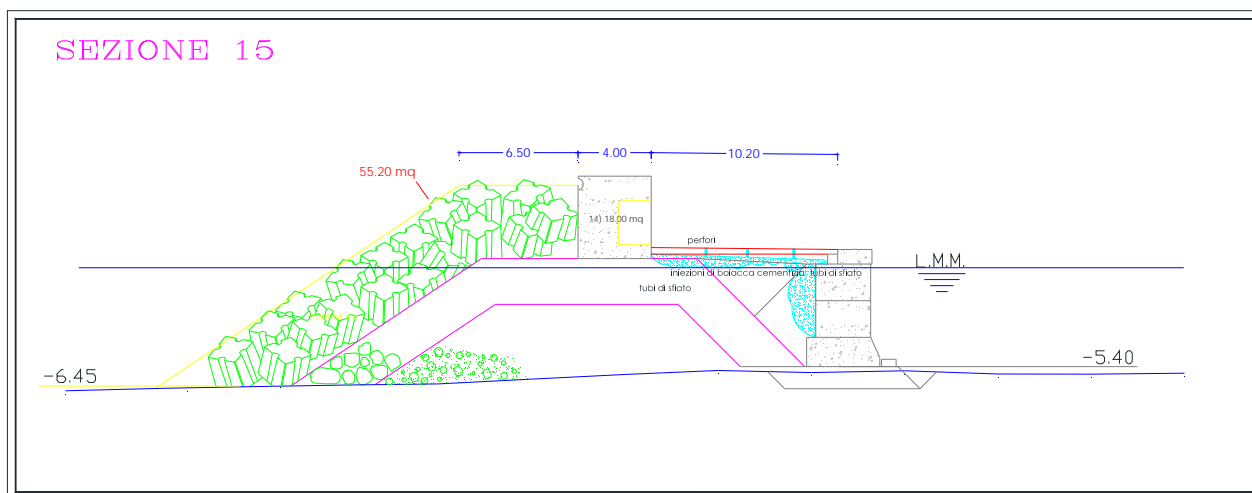 SEZIONE 15
6.50
4.00
10.20
55.20 mq
14) 18.00 mq
perfori
L.M.M.
iniezioni di boiacca cementizia tubi di sfiato
tubi di sfiato
-5.40
-6.45